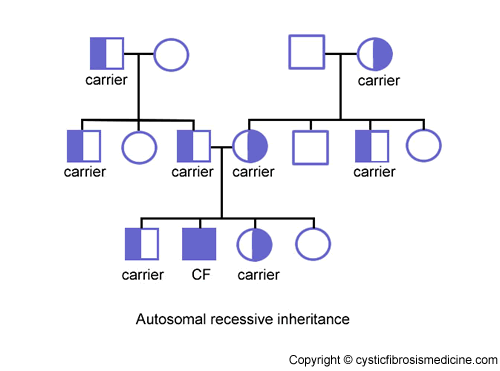 carrier
carrier
carrier
carrier
carrier
carrier
carrier
CF
carrier
Autosomal recessive inheritance
Copyright © cysticfibrosismedicine.com